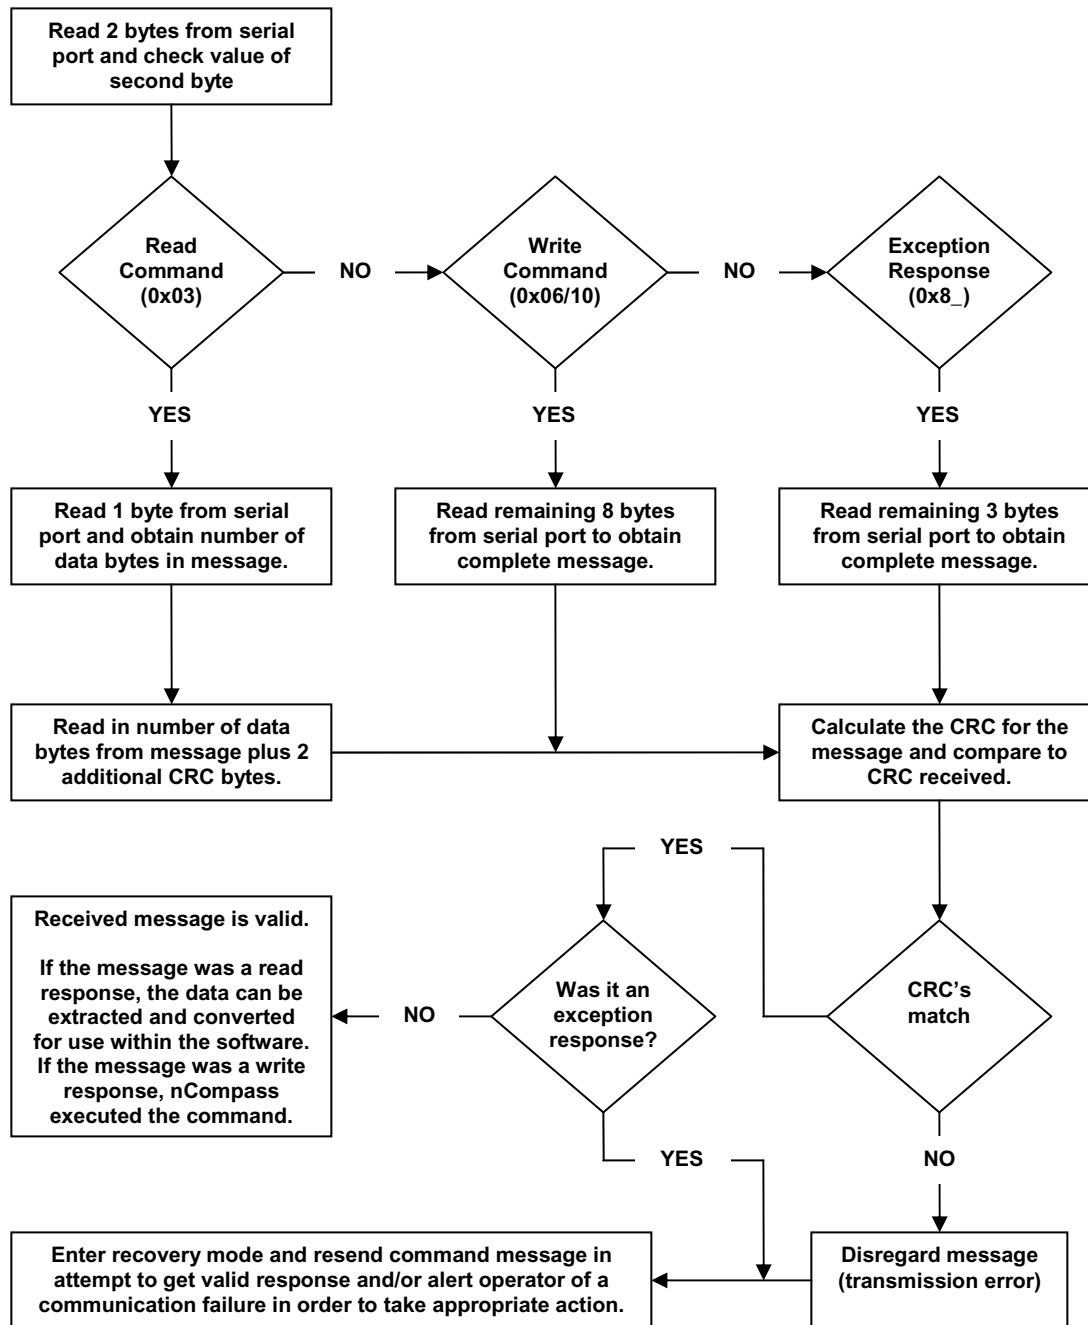 Read 2 bytes from serial
port and check value of
second byte
Read
Command
(0x03)
NO
Write
Command
(0x06/10)
NO
Exception
Response
(0x8_)
YES
YES
YES
Read 1 byte from serial
port and obtain number of
data bytes in message.
Read remaining 8 bytes
from serial port to obtain
complete message.
Read remaining 3 bytes
from serial port to obtain
complete message.
Read in number of data
bytes from message plus 2
additional CRC bytes.
Calculate the CRC for the
message and compare to
CRC received.
YES
Received message is valid.
If the message was a read
response, the data can be
extracted and converted
for use within the software.
If the message was a write
response, nCompass
executed the command.
NO
Was it an
exception
response?
CRC's
match
YES
NO
Enter recovery mode and resend command message in
attempt to get valid response and/or alert operator of a
communication failure in order to take appropriate action.
Disregard message
(transmission error)